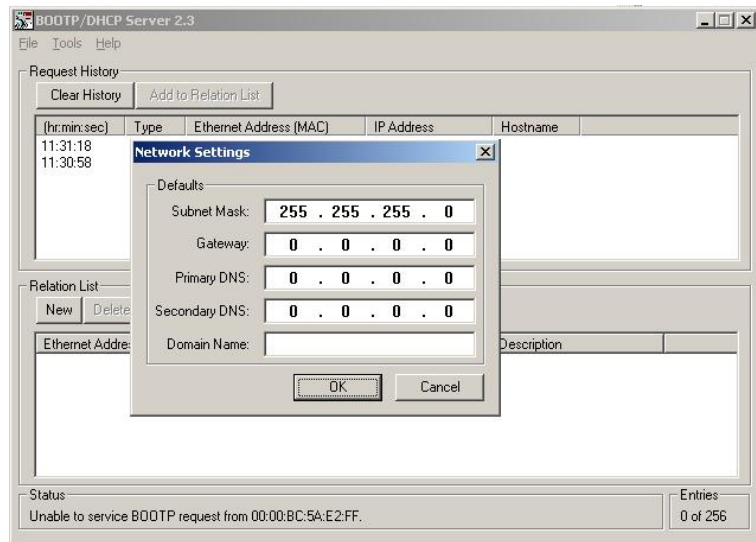 BOOTP/DHCP Server 2.3
File Tools Help
Request History
Clear History Add to Relation List
(hr:min:sec) Type Ethernet Address (MAC) IP Address Hostname
11:31:18
11:30:58
Network Settings
Defaults
Subnet Mask: 255 . 255 . 255 . 0
Gateway: 0 . 0 . 0 . 0
Primary DNS: 0 . 0 . 0 . 0
Secondary DNS: 0 . 0 . 0 . 0
Domain Name:
OK Cancel
Relation List
New Delete
Ethernet Addre Description
Status
Unable to service BOOTP request from 00:00:BC:5A:E2:FF.
Entries
0 of 256